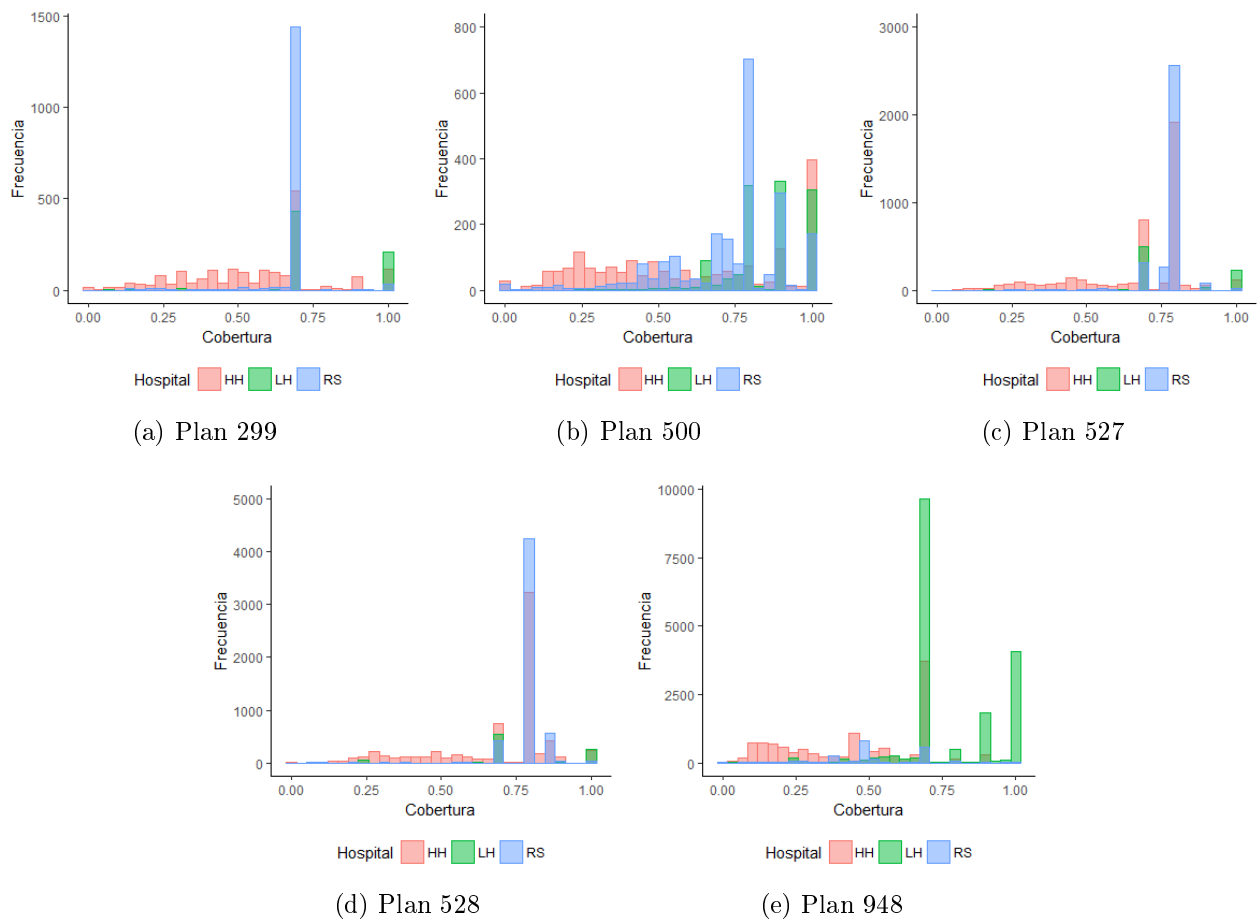 1500
1000
500
0
Frecuencia
0.00 0.25 0.50 0.75 1.00
Cobertura
Hospital HH LH RS
(a) Plan 299
800
600
400
200
0
Frecuencia
0.00 0.25 0.50 0.75 1.00
Cobertura
Hospital HH LH RS
(b) Plan 500
3000
2000
1000
0
Frecuencia
0.00 0.25 0.50 0.75 1.00
Cobertura
Hospital HH LH RS
(c) Plan 527
5000
4000
3000
2000
1000
0
Frecuencia
0.00 0.25 0.50 0.75 1.00
Cobertura
Hospital HH LH RS
(d) Plan 528
10000
7500
5000
2500
0
Frecuencia
0.00 0.25 0.50 0.75 1.00
Cobertura
Hospital HH LH RS
(e) Plan 948